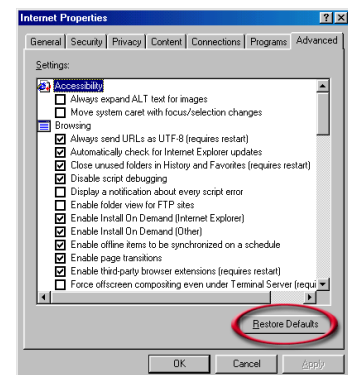 Internet Properties
General Security Privacy Content Connections Programs Advanced
Settings:
Accessibility
Always expand ALT text for images
Move system caret with focus/selection changes
Browsing
Always send URLs as UTF-8 (requires restart)
Automatically check for Internet Explorer updates
Close unused folders in History and Favorites (requires restart)
Disable script debugging
Display a notification about every script error
Enable folder view for FTP sites
Enable Install On Demand (Internet Explorer)
Enable Install On Demand (Other)
Enable offline items to be synchronized on a schedule
Enable page transitions
Enable third-party browser extensions (requires restart)
Force offscreen compositing even under Terminal Server (requi
Restore Defaults
OK Cancel Apply